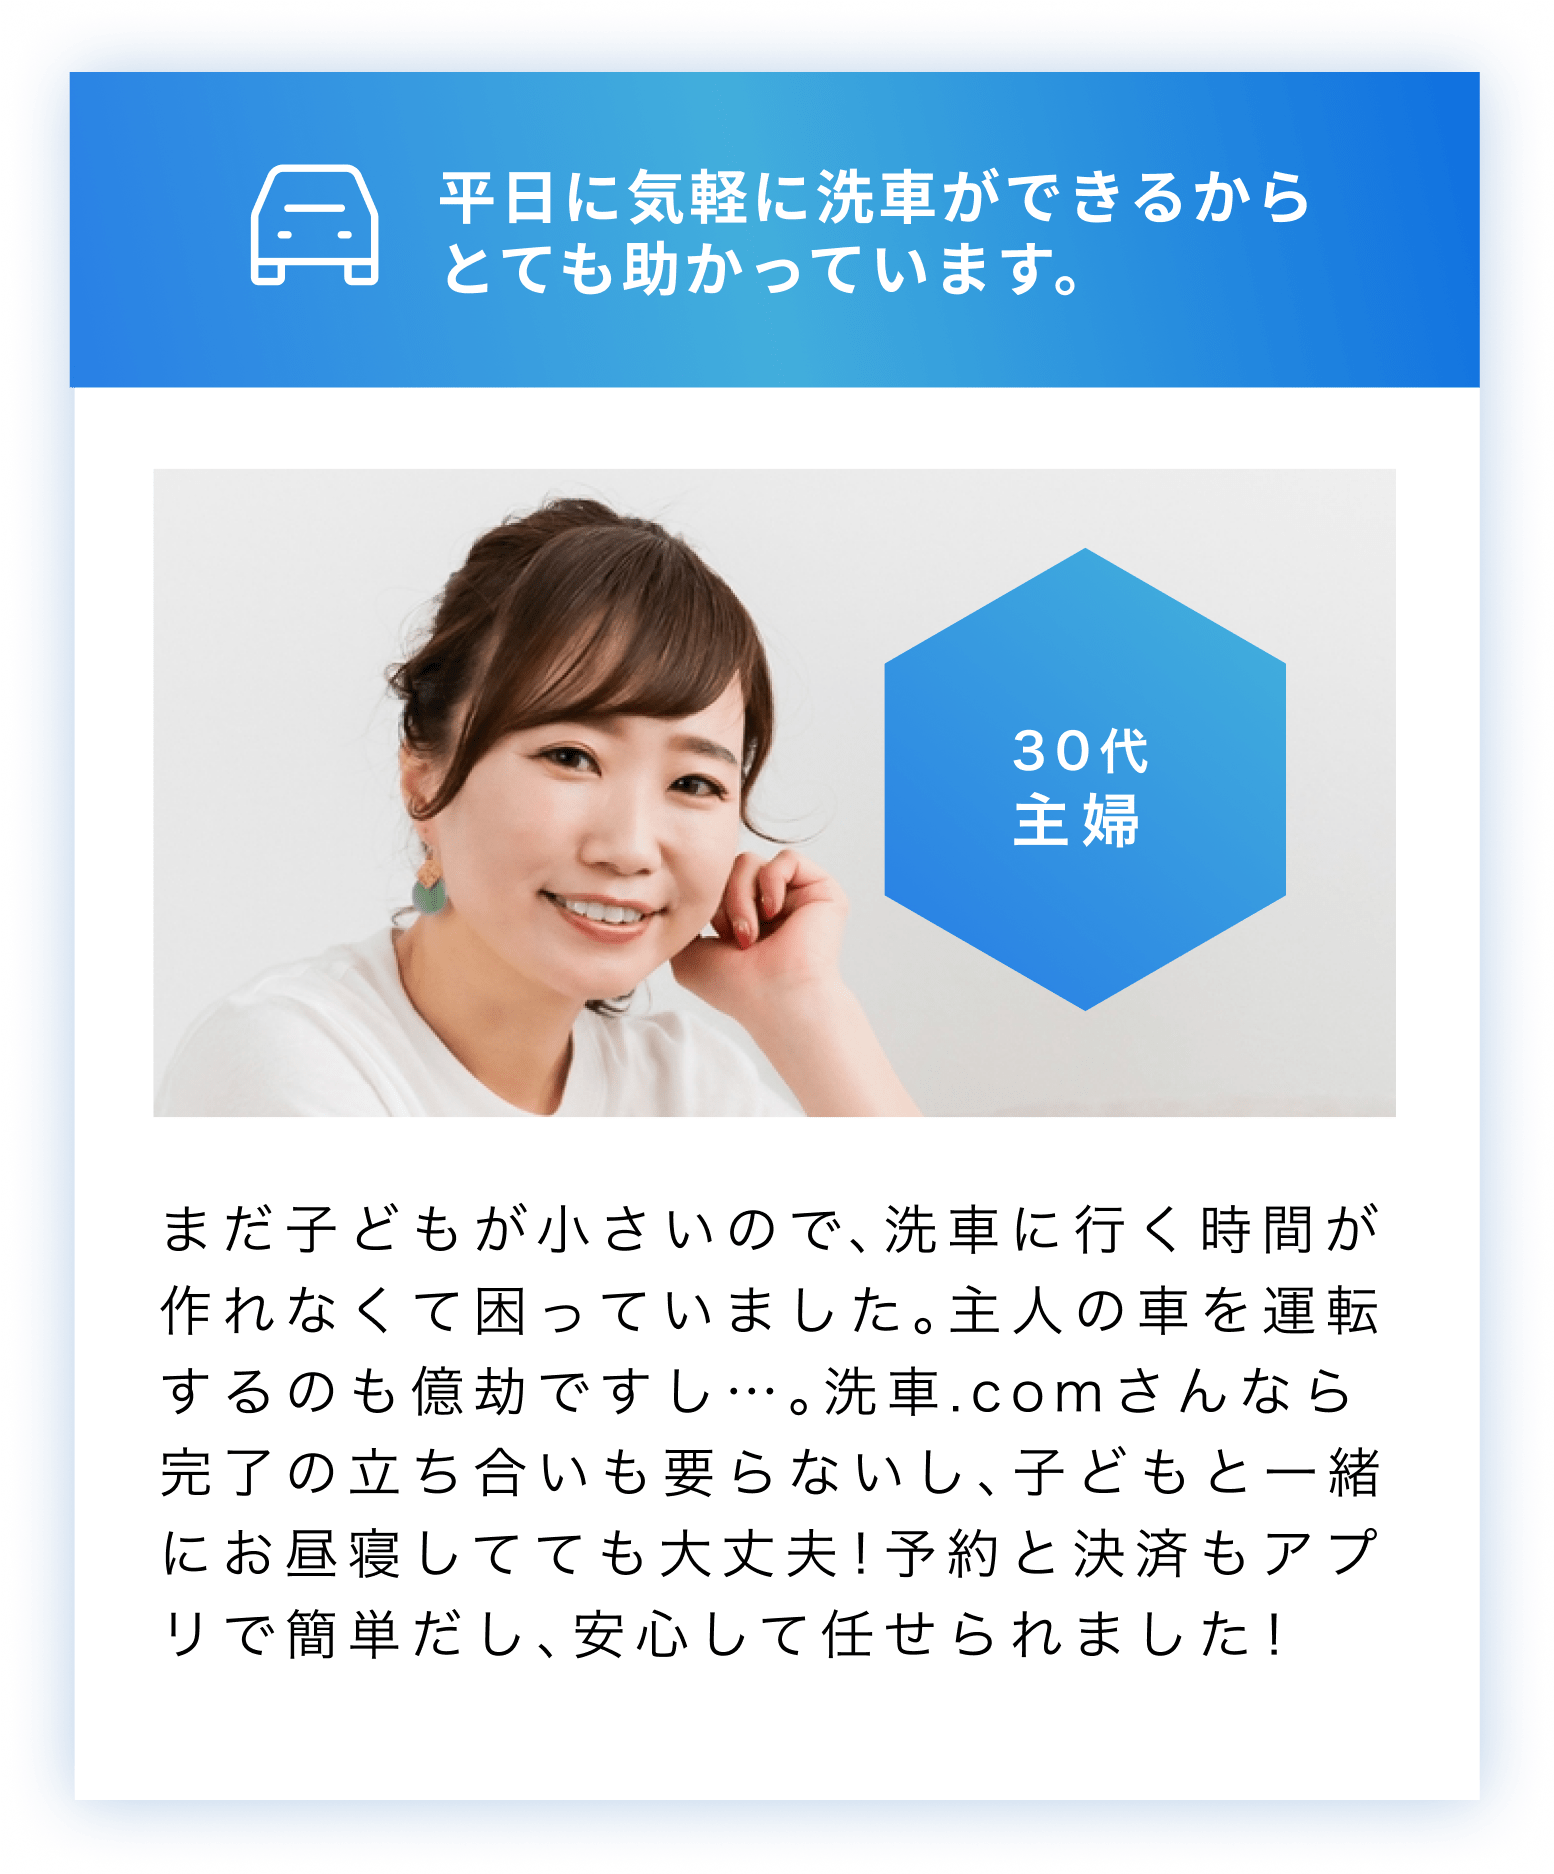 平日に気軽に洗車ができるから
とても助かっています。
30代
主婦
まだ子どもが小さいので、洗車に行く時間が
作れなくて困っていました。主人の車を運転
するのも億劫ですし…。洗車.comさんなら
完了の立ち合いも要らないし、子どもと一緒
にお昼寝してても大丈夫!予約と決済もアプ
リで簡単だし、安心して任せられました!